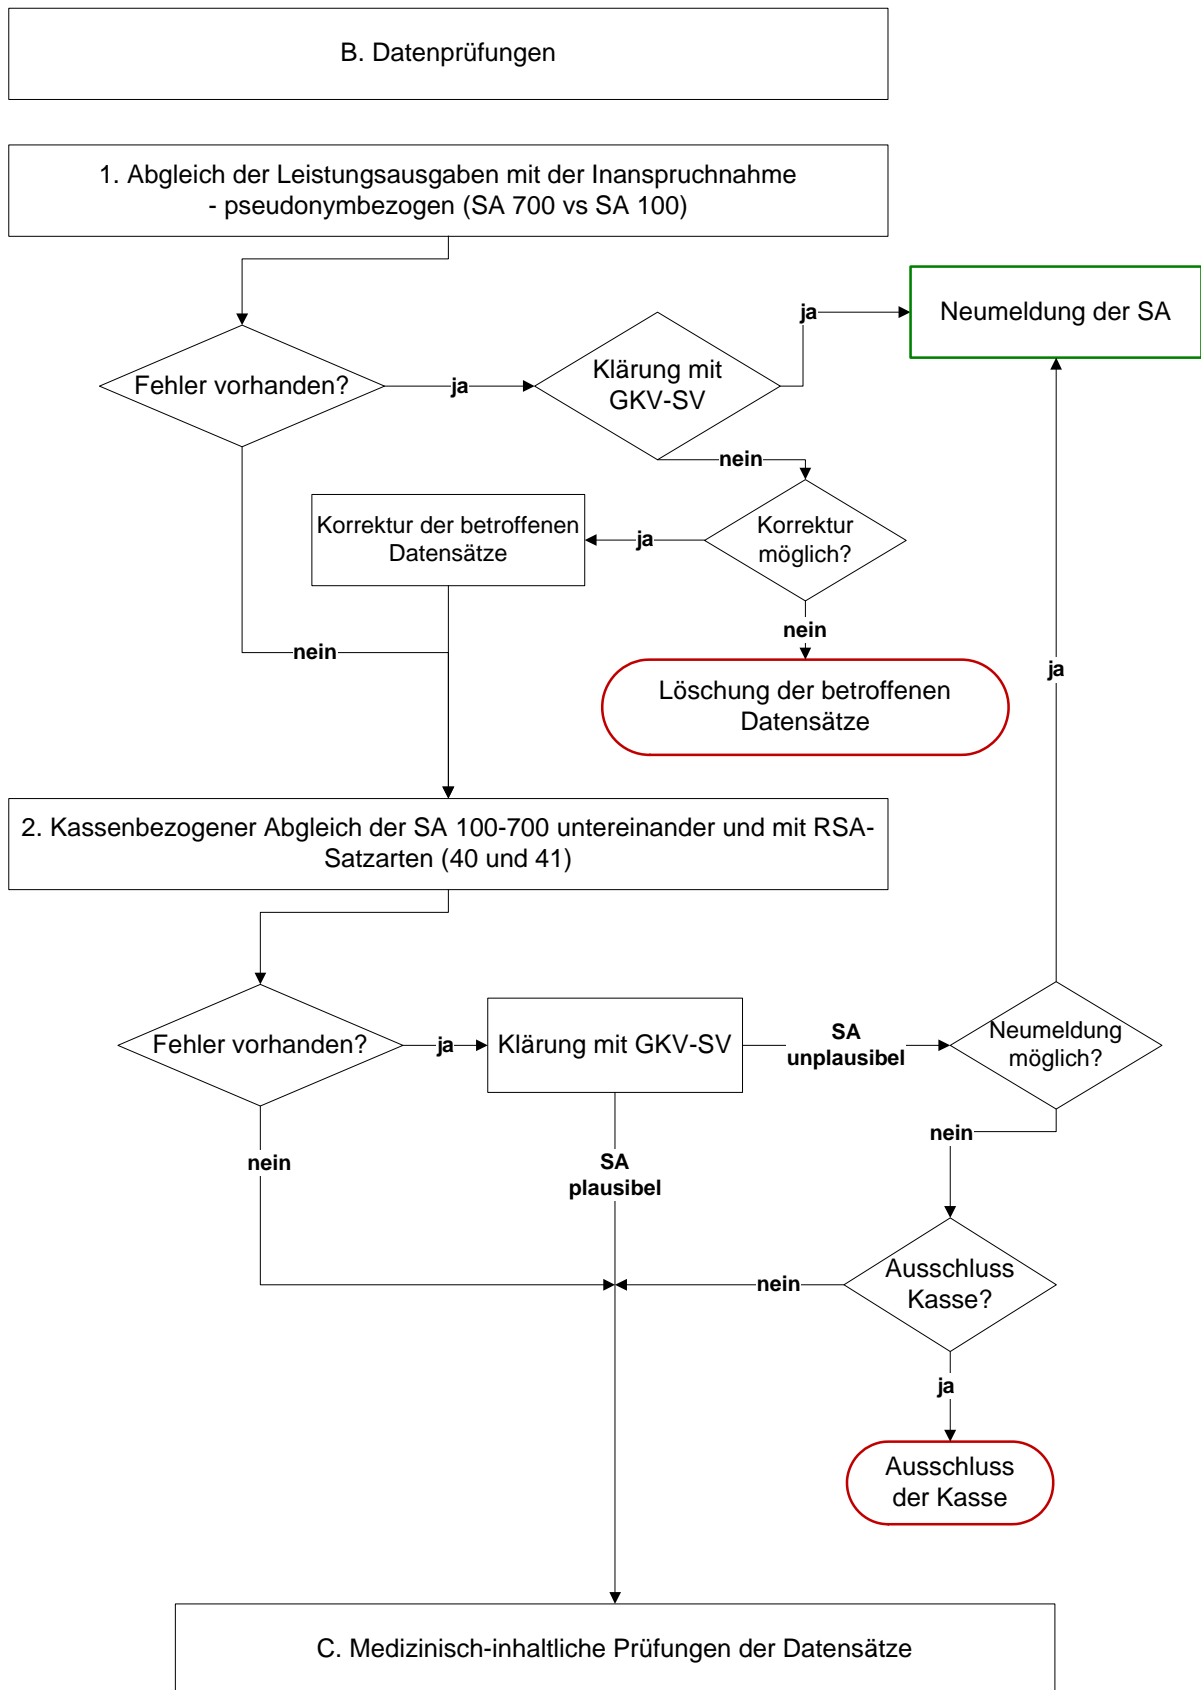 B. Datenprüfungen
1. Abgleich der Leistungsausgaben mit der Inanspruchnahme
- pseudonymbezogen (SA 700 vs SA 100)
Neumeldung der SA
ja
Klärung mit
GKV-SV
Fehler vorhanden?
ja
nein
Korrektur der betroffenen
Datensätze
ja
Korrektur
möglich?
nein
nein
Löschung der betroffenen
Datensätze
ja
2. Kassenbezogener Abgleich der SA 100-700 untereinander und mit RSA-
Satzarten (40 und 41)
Fehler vorhanden?
ja
Klärung mit GKV-SV
SA
unplausibel
Neumeldung
möglich?
nein
nein
SA
plausibel
nein
Ausschluss
Kasse?
ja
Ausschluss
der Kasse
C. Medizinisch-inhaltliche Prüfungen der Datensätze